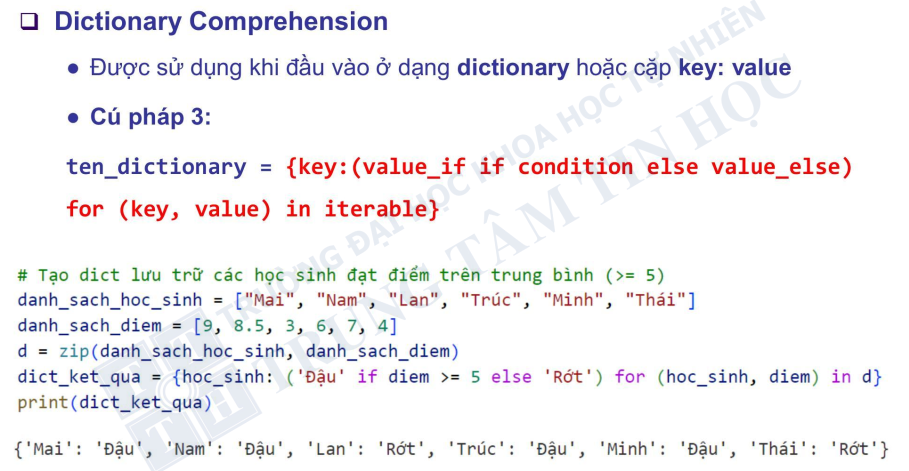 ❑ Dictionary Comprehension
● Được sử dụng khi đầu vào ở dạng dictionary hoặc cặp key: value
● Cú pháp 3:
ten_dictionary = {key:(value_if if condition else value_else)
for (key, value) in iterable}
# Tạo dict lưu trữ các học sinh đạt điểm trên trung bình (>= 5)
danh_sach_hoc_sinh = ["Mai", "Nam", "Lan", "Trúc", "Minh", "Thái"]
danh_sach_diem = [9, 8.5, 3, 6, 7, 4]
d = zip(danh_sach_hoc_sinh, danh_sach_diem)
dict_ket_qua = {hoc_sinh: ('Đậu' if diem >= 5 else 'Rớt') for (hoc_sinh, diem) in d}
print(dict_ket_qua)
{'Mai': 'Đậu', 'Nam': 'Đậu', 'Lan': 'Rớt', 'Trúc': 'Đậu', 'Minh': 'Đậu', 'Thái': 'Rớt'}
TRƯỜNG ĐẠI HỌC KHOA HỌC TỰ NHIÊN
TRUNG TÂM TIN HỌC